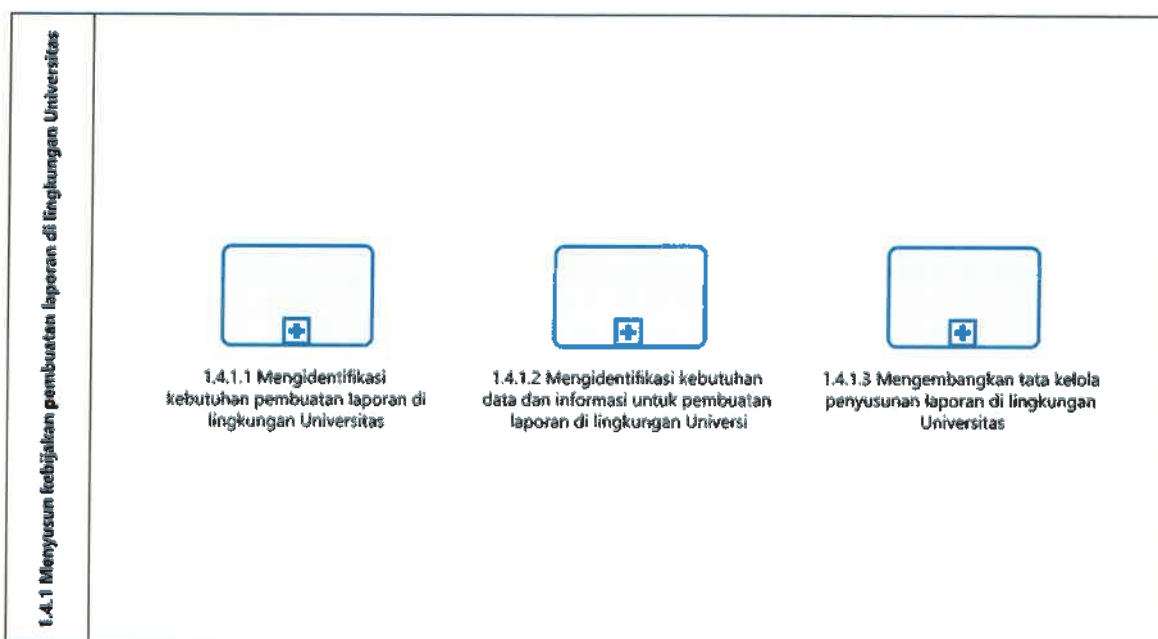 1.4.1 Menyusun kebijakan pembuatan laporan di lingkungan Universitas
1.4.1.1 Mengidentifikasi
kebutuhan pembuatan laporan di
lingkungan Universitas
1.4.1.2 Mengidentifikasi kebutuhan
data dan informasi untuk pembuatan
laporan di lingkungan Universi
1.4.1.3 Mengembangkan tata kelola
penyusunan laporan di lingkungan
Universitas